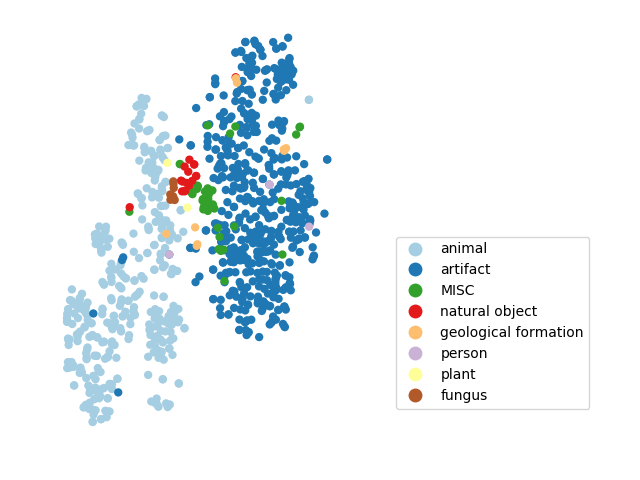 animal
artifact
MISC
natural object
geological formation
person
plant
fungus